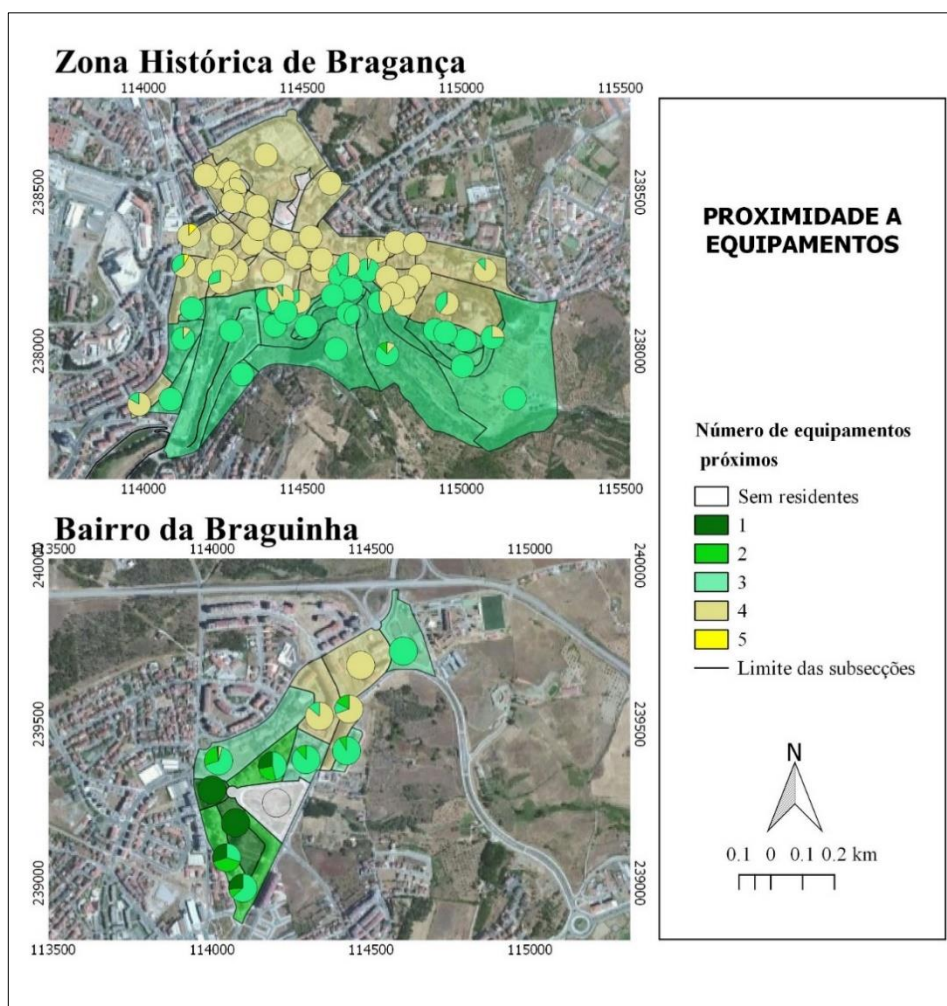 Zona Histórica de Bragança
114000 114500 115000 115500
238500
238500
238000
238000
114000 114500 115000 115500
Bairro da Braguinha
113500 114000 114500 115000
240000
240000
239500
239500
239000
239000
113500 114000 114500 115000
PROXIMIDADE A
EQUIPAMENTOS
Número de equipamentos
próximos
Sem residentes
1
2
3
4
5
Limite das subsecções
N
0.1 0 0.1 0.2 km